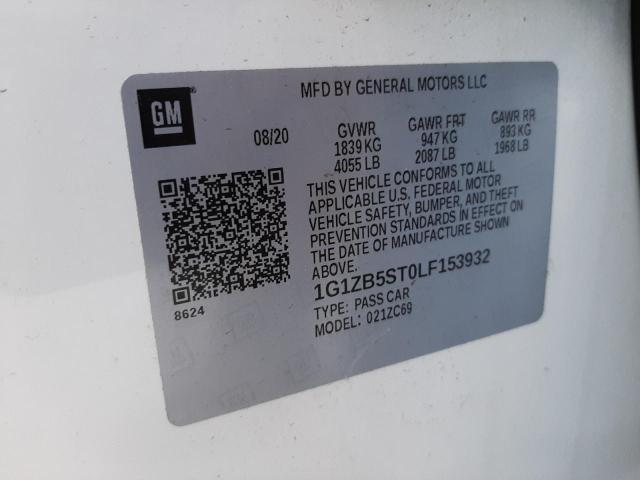 MFD BY GENERAL MOTORS LLC
GM
08/20
GVWR GAWR FRT GAWR RR
1839 KG 947 KG 893 KG
4055 LB 2087 LB 1968 LB
THIS VEHICLE CONFORMS TO ALL
APPLICABLE U.S. FEDERAL MOTOR
VEHICLE SAFETY, BUMPER, AND THEFT
PREVENTION STANDARDS IN EFFECT ON
THE DATE OF MANUFACTURE SHOWN
ABOVE.
1G1ZB5ST0LF153932
TYPE: PASS CAR
MODEL: 021ZC69
8624